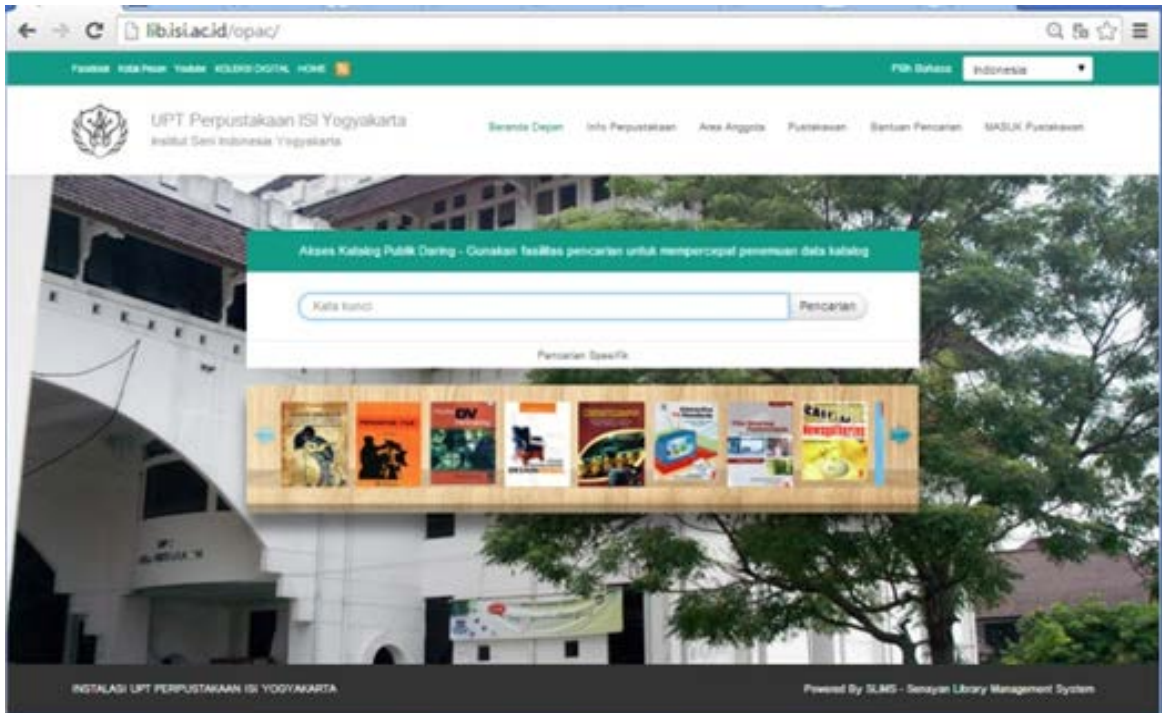 lib.isi.ac.id/opac/
Facebook Kotak Pesan Youtube KOLEKSI DIGITAL HOME
Pilih Bahasa Indonesia
UPT Perpustakaan ISI Yogyakarta
Institut Seni Indonesia Yogyakarta
Beranda Depan Info Perpustakaan Area Anggota Pustakawan Bantuan Pencarian MASUK Pustakawan
Akses Katalog Publik Daring - Gunakan fasilitas pencarian untuk mempercepat penemuan data katalog
Kata kunci Pencarian
Pencarian Spesifik
DV
INSTALASI UPT PERPUSTAKAAN ISI YOGYAKARTA
Powered By SLiMS - Senayan Library Management System